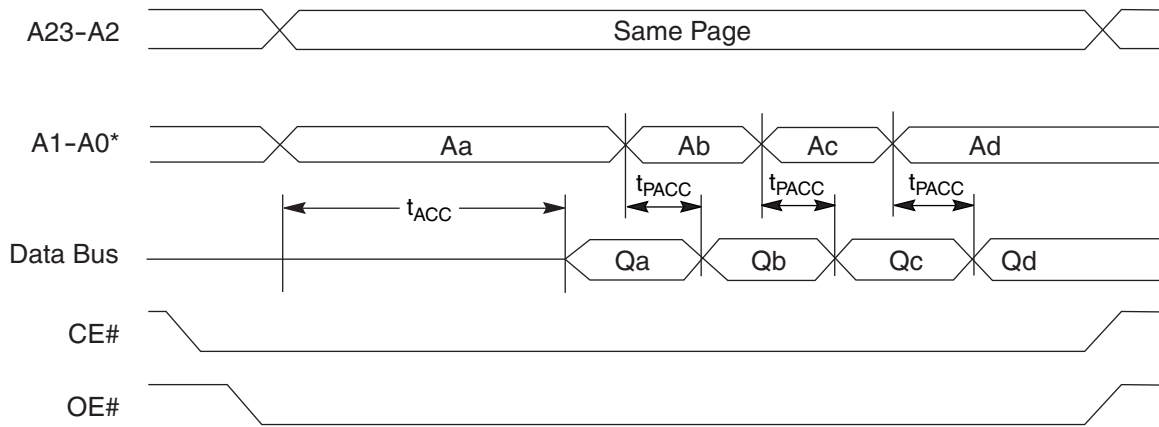 A23-A2
Same Page
A1-A0*
Aa
Ab
Ac
Ad
tACC
tPACC
tPACC
tPACC
Data Bus
Qa
Qb
Qc
Qd
CE#
OE#